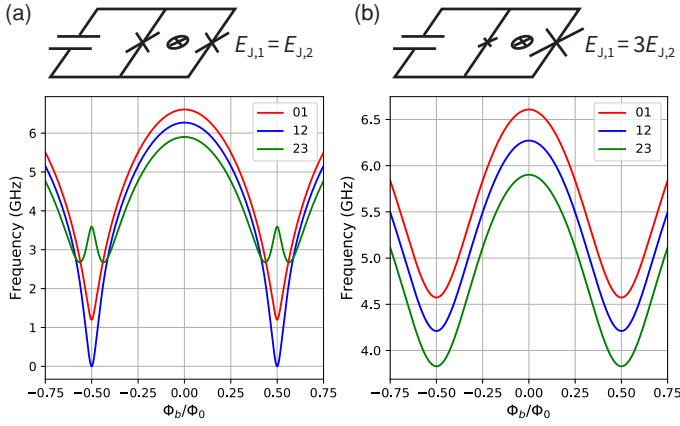 (a)
E_J,1 = E_J,2
01
12
23
6
5
4
3
2
1
0
Frequency (GHz)
−0.75 −0.50 −0.25 0.00 0.25 0.50 0.75
Φ_b/Φ_0
(b)
E_J,1 = 3E_J,2
01
12
23
6.5
6.0
5.5
5.0
4.5
4.0
Frequency (GHz)
−0.75 −0.50 −0.25 0.00 0.25 0.50 0.75
Φ_b/Φ_0